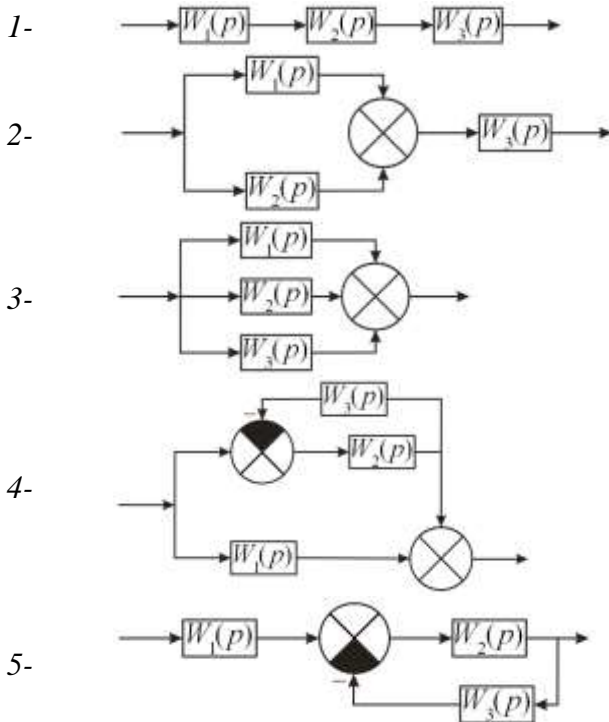 1- W₁(p) W₂(p) W₃(p)
W₁(p)
2- W₃(p)
W₂(p)
W₁(p)
3- W₂(p)
W₃(p)
– W₃(p)
W₂(p)
4-
W₁(p)
W₁(p) W₂(p)
5- – W₃(p)